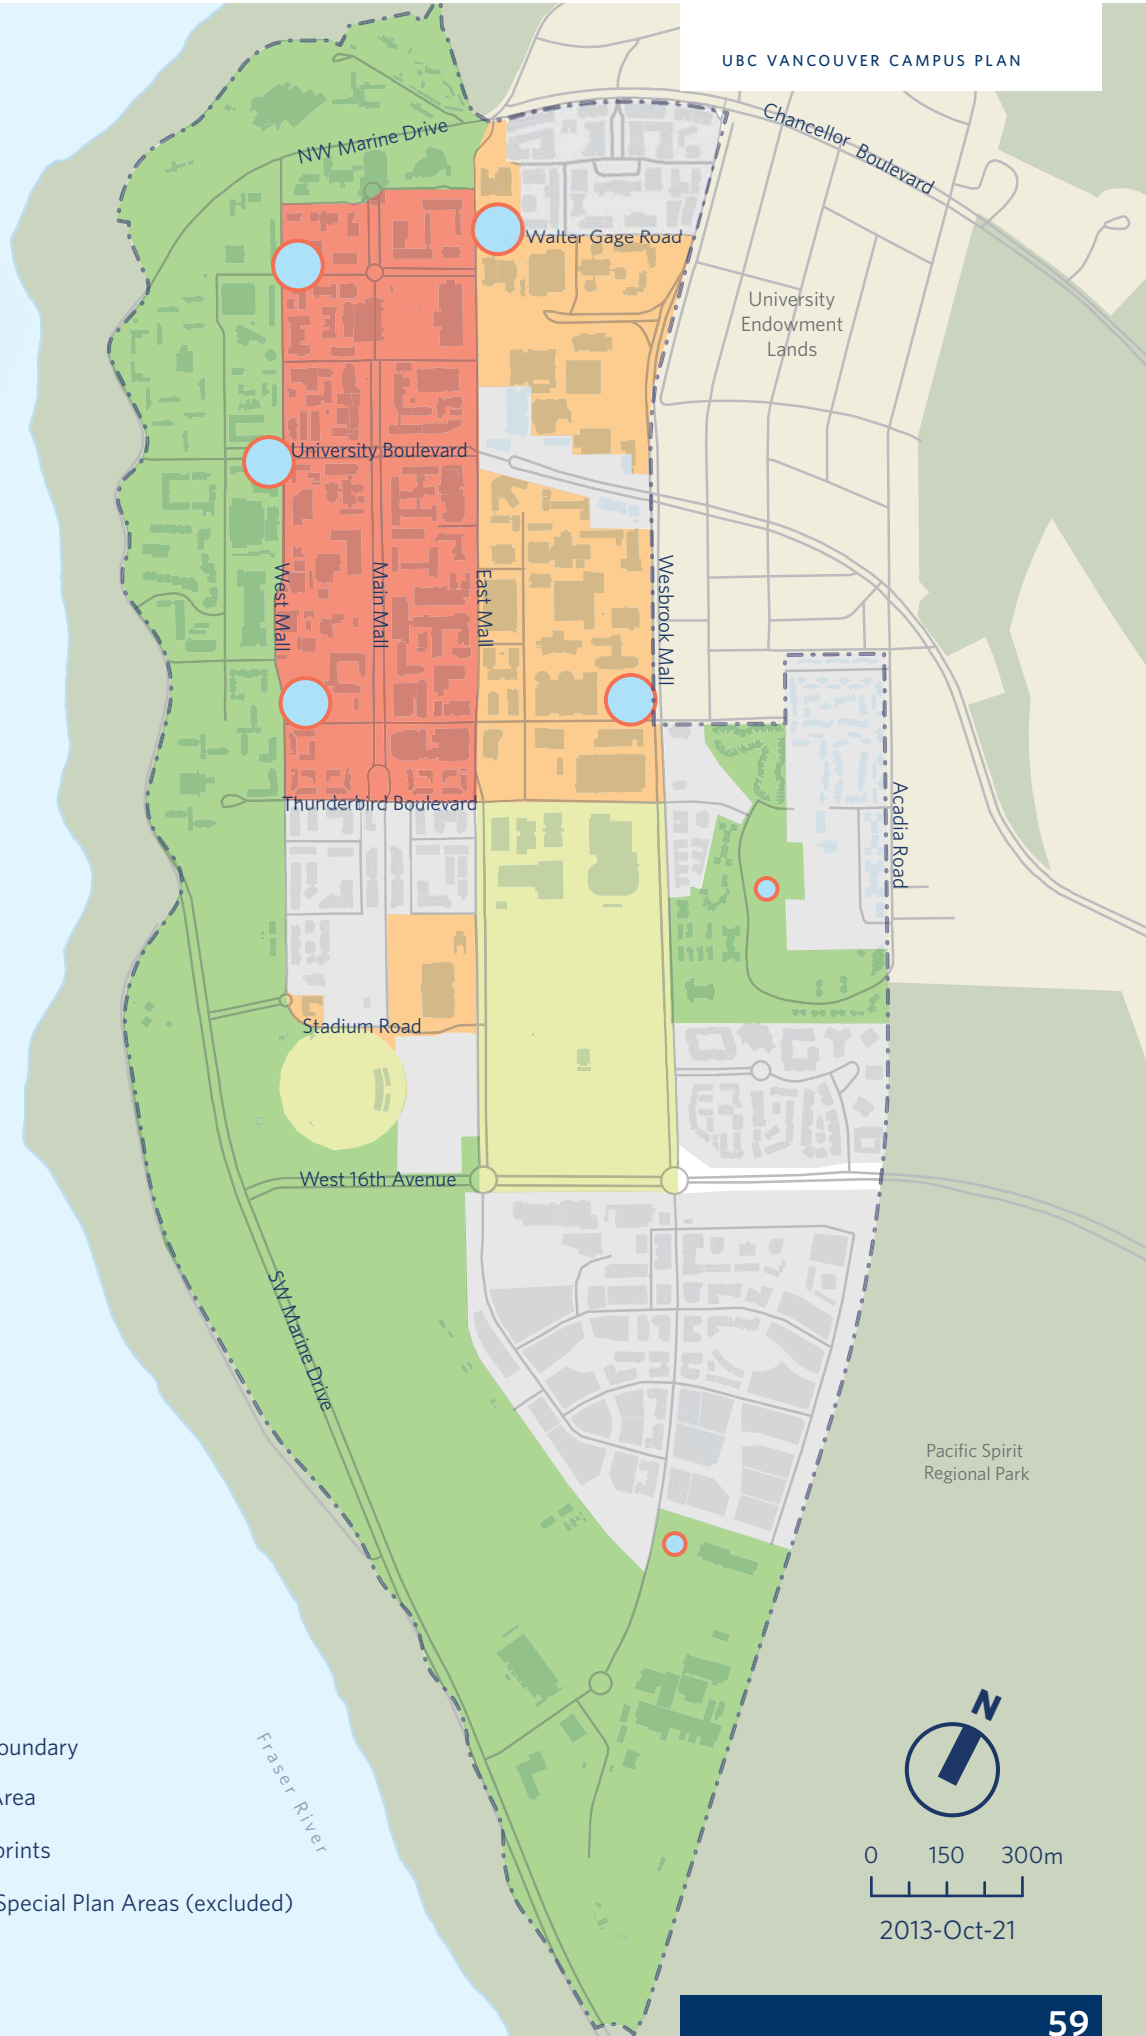 UBC VANCOUVER CAMPUS PLAN
Chancellor Boulevard
NW Marine Drive
Walter Gage Road
University
Endowment
Lands
University Boulevard
West Mall
Main Mall
East Mall
Wesbrook Mall
Thunderbird Boulevard
Acadia Road
Stadium Road
West 16th Avenue
SW Marine Drive
Pacific Spirit
Regional Park
N
Fraser River
oundary
Area
prints
Special Plan Areas (excluded)
0 150 300m
2013-Oct-21
59